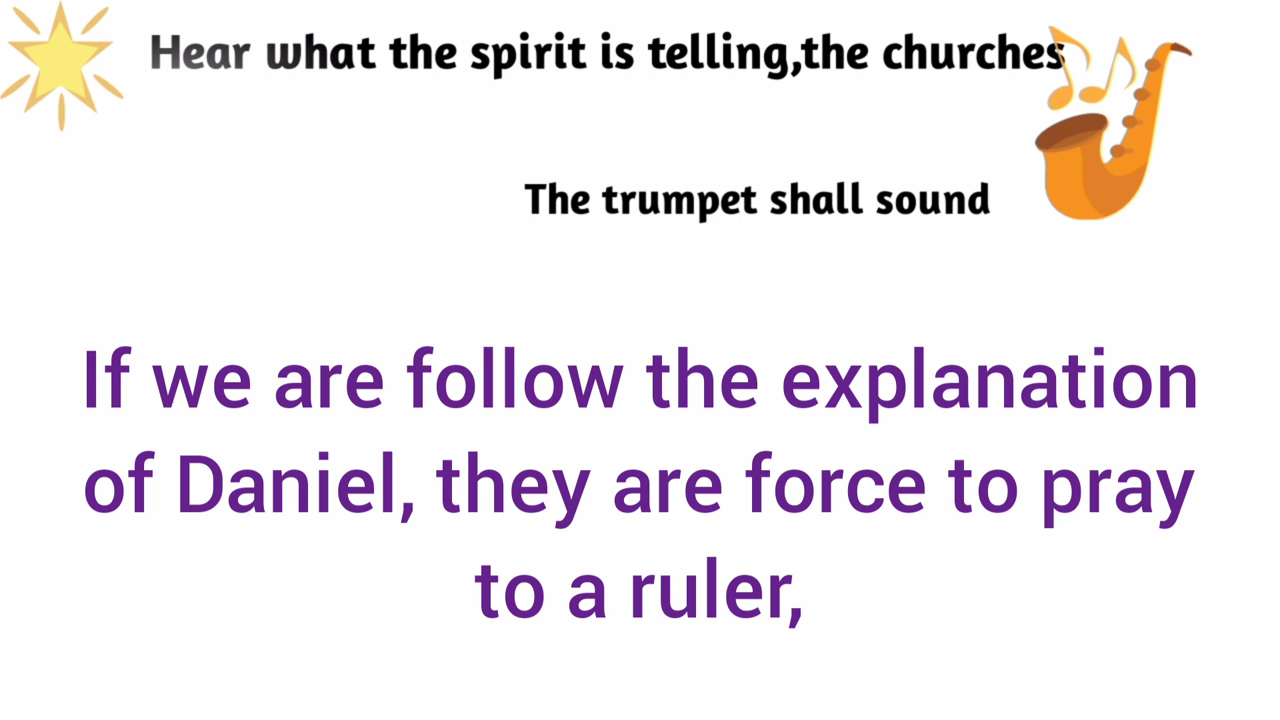 Hear what the spirit is telling,the churches
The trumpet shall sound
If we are follow the explanation
of Daniel, they are force to pray
to a ruler,